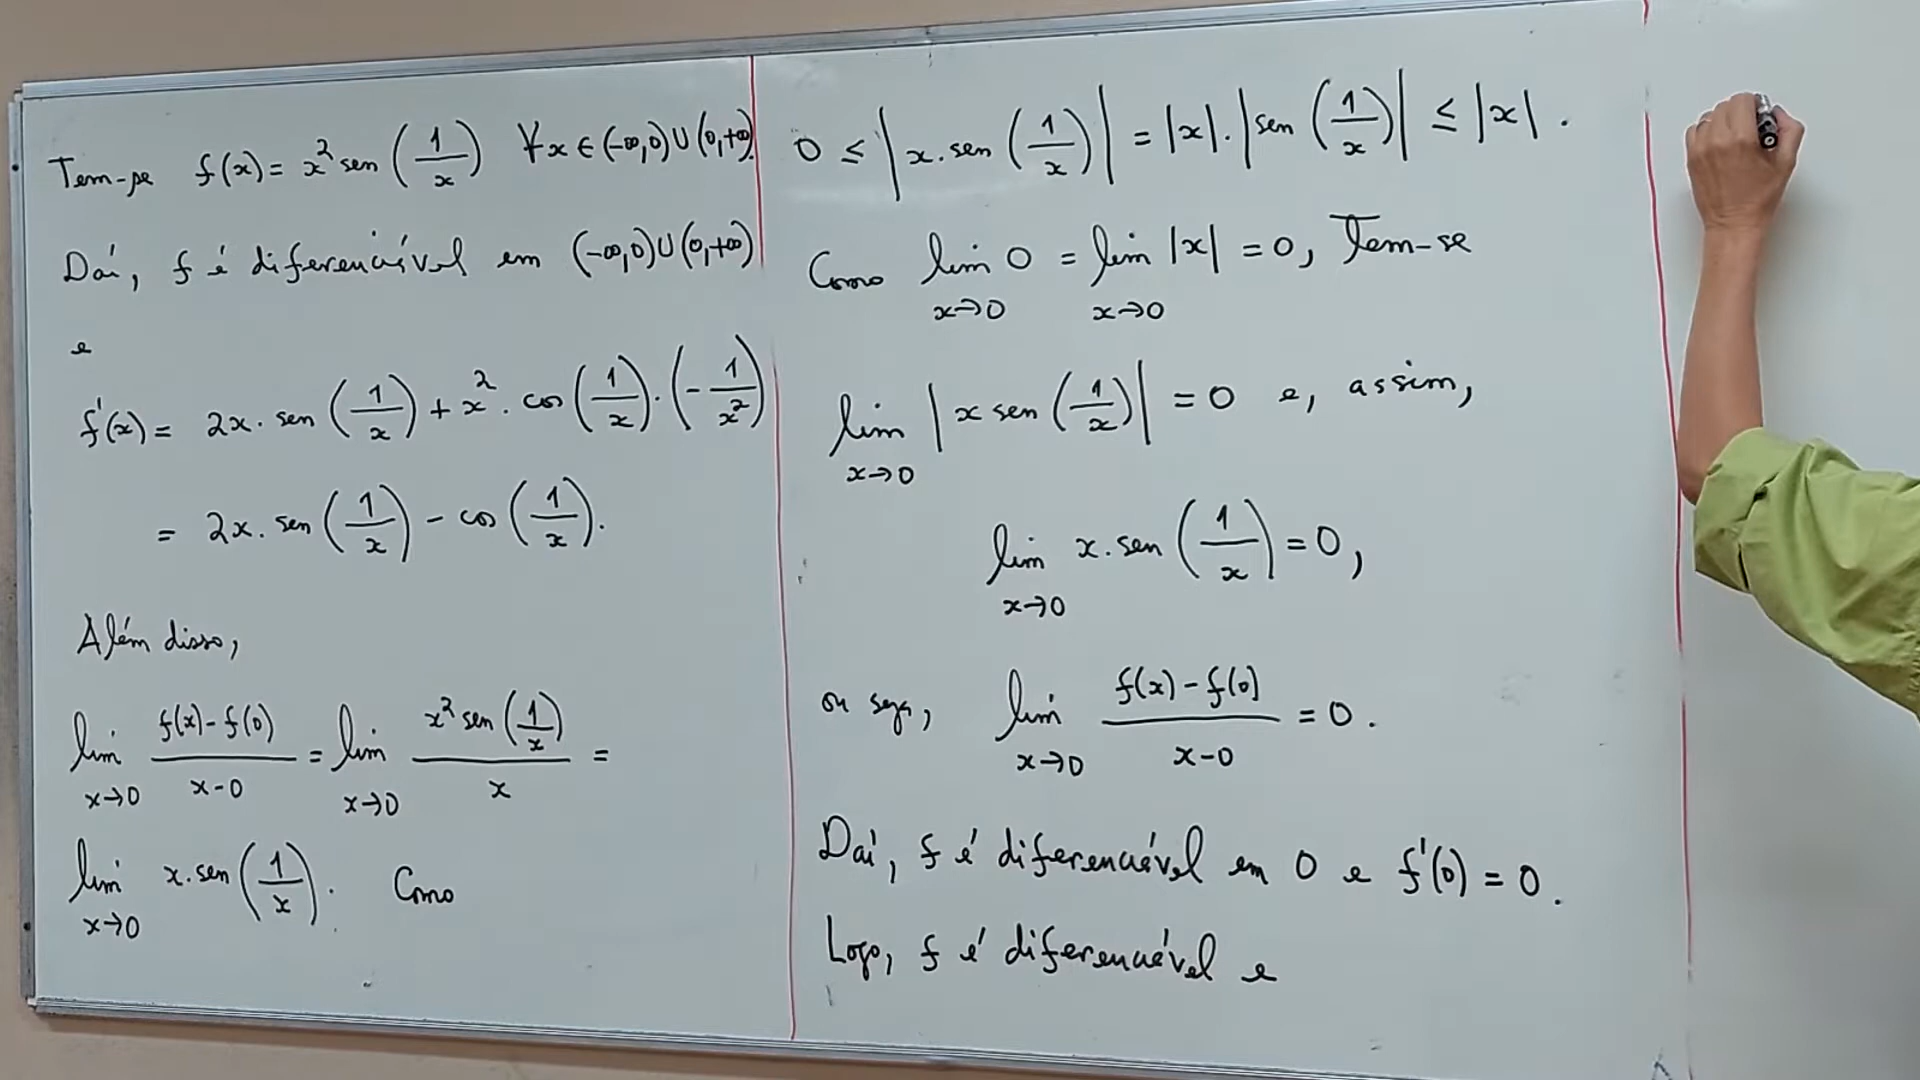 Tem-se f(x) = x² sen (1/x) ∀x ∈ (-∞,0)∪(0,+∞).
Daí, f é diferenciável em (-∞,0)∪(0,+∞)
e
f'(x) = 2x. sen (1/x) + x². cos (1/x). (-1/x²)
= 2x. sen (1/x) - cos (1/x).
Além disso,
lim x→0 (f(x)-f(0))/(x-0) = lim x→0 (x² sen (1/x))/x =
lim x→0 x. sen (1/x). Como
0 ≤ |x. sen (1/x)| = |x|. |sen (1/x)| ≤ |x|.
Como lim x→0 0 = lim x→0 |x| = 0, Tem-se
lim x→0 |x sen (1/x)| = 0 e, assim,
lim x→0 x. sen (1/x) = 0,
ou seja, lim x→0 (f(x)-f(0))/(x-0) = 0.
Daí, f é diferenciável em 0 e f'(0) = 0.
Logo, f é diferenciável e